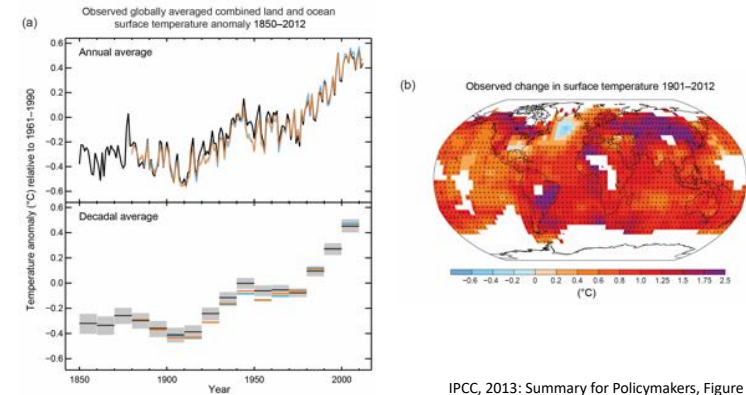 (a)
Observed globally averaged combined land and ocean
surface temperature anomaly 1850–2012
Annual average
0.6
0.4
0.2
0.0
−0.2
−0.4
−0.6
Decadal average
0.6
0.4
0.2
0.0
−0.2
−0.4
−0.6
Temperature anomaly (°C) relative to 1961–1990
1850
1900
1950
2000
Year
(b)
Observed change in surface temperature 1901–2012
−0.6 −0.4 −0.2 0 0.2 0.4 0.6 0.8 1.0 1.25 1.5 1.75 2.5
(°C)
IPCC, 2013: Summary for Policymakers, Figure